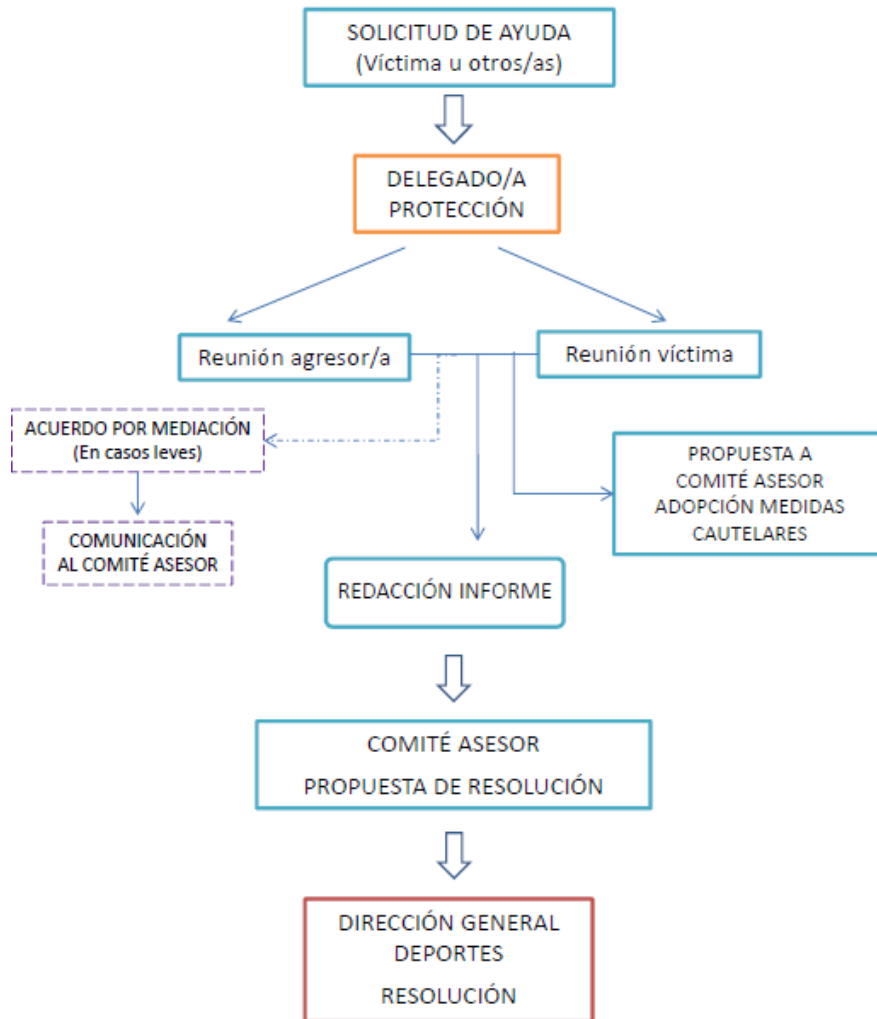 SOLICITUD DE AYUDA
(Víctima u otros/as)
DELEGADO/A
PROTECCIÓN
Reunión agresor/a
Reunión víctima
ACUERDO POR MEDIACIÓN
(En casos leves)
COMUNICACIÓN
AL COMITÉ ASESOR
PROPUESTA A
COMITÉ ASESOR
ADOPCIÓN MEDIDAS
CAUTELARES
REDACCIÓN INFORME
COMITÉ ASESOR
PROPUESTA DE RESOLUCIÓN
DIRECCIÓN GENERAL
DEPORTES
RESOLUCIÓN